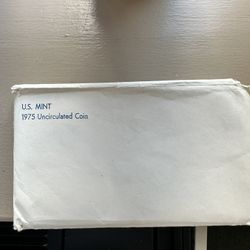 U.S. MINT
1975 Uncirculated Coin